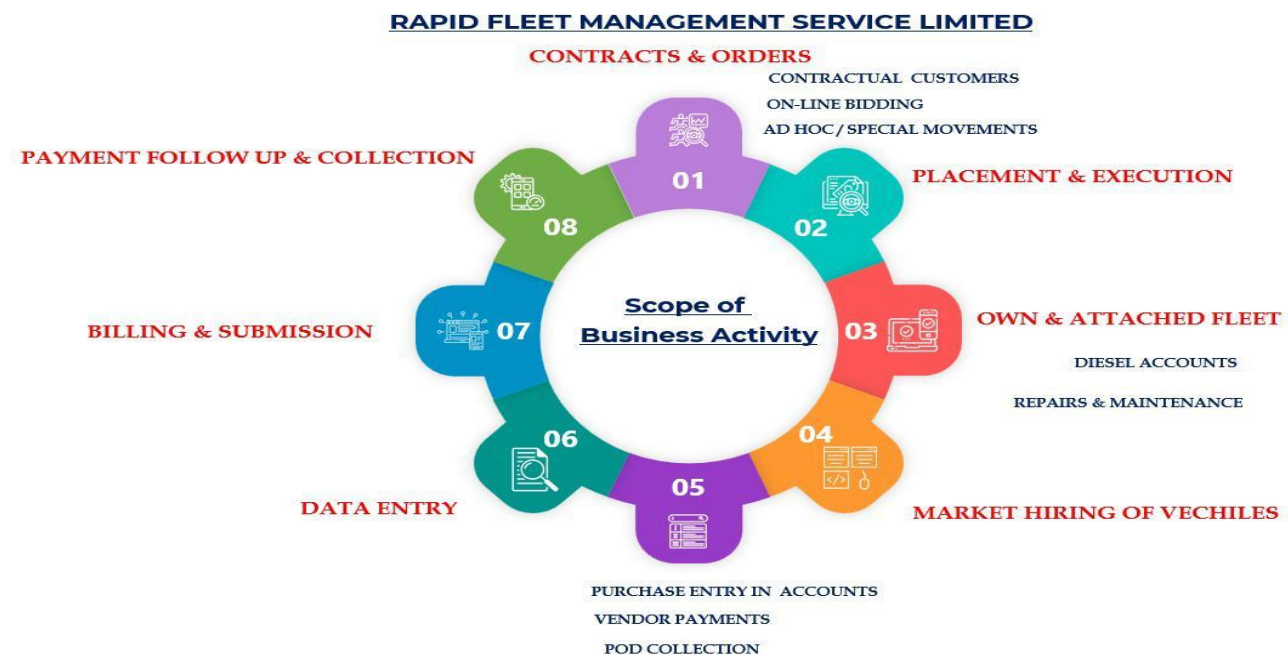 RAPID FLEET MANAGEMENT SERVICE LIMITED
CONTRACTS & ORDERS
CONTRACTUAL CUSTOMERS
ON-LINE BIDDING
AD HOC / SPECIAL MOVEMENTS
01
PLACEMENT & EXECUTION
02
OWN & ATTACHED FLEET
03
DIESEL ACCOUNTS
REPAIRS & MAINTENANCE
04
MARKET HIRING OF VECHILES
05
PURCHASE ENTRY IN ACCOUNTS
VENDOR PAYMENTS
POD COLLECTION
06
DATA ENTRY
07
BILLING & SUBMISSION
08
PAYMENT FOLLOW UP & COLLECTION
Scope of
Business Activity